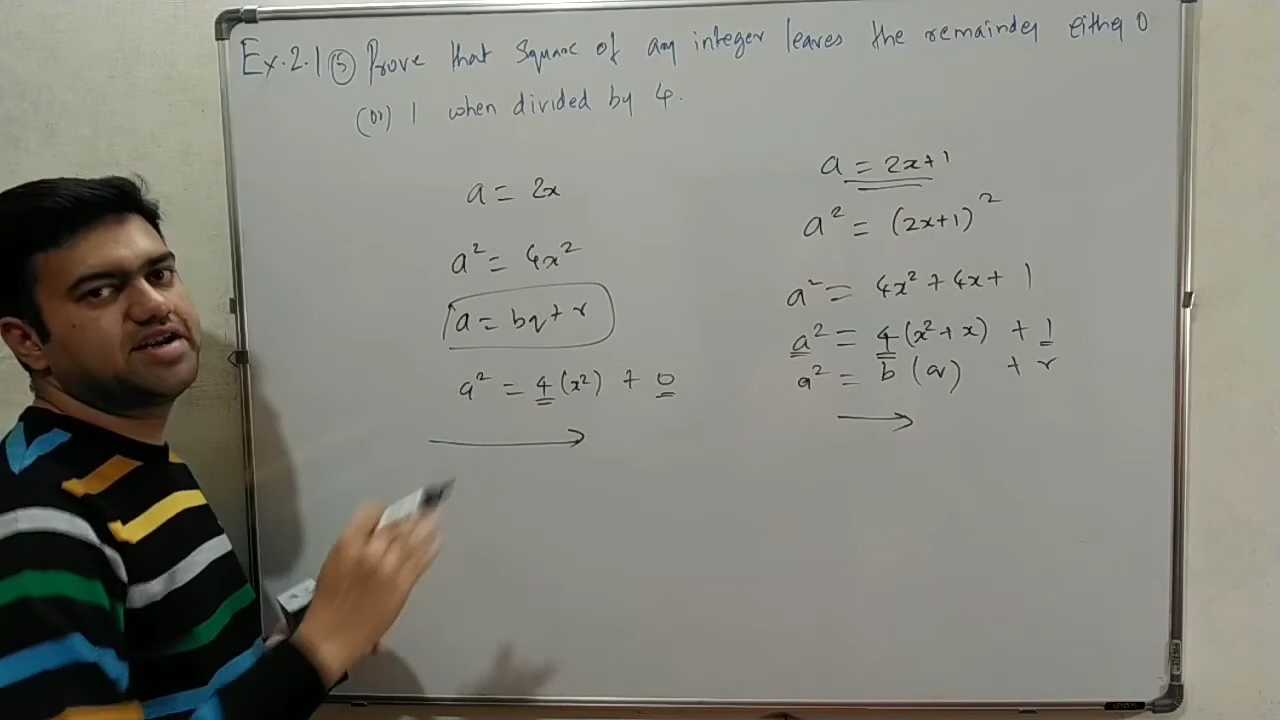 Ex.2.1 ⑤ Prove that square of any integer leaves the remainder either 0
(or) 1 when divided by 4.
a = 2x
a² = 4x²
a = bq + r
a² = 4(x²) + 0
a = 2x+1
a² = (2x+1)²
a² = 4x² + 4x + 1
a² = 4(x² + x) + 1
a² = b(q) + r